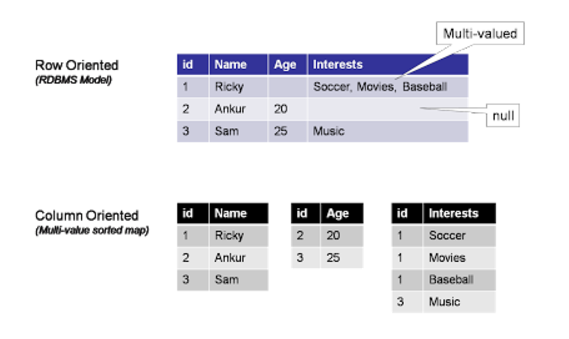 Multi-valued
Row Oriented
(RDBMS Model)
id Name Age Interests
1 Ricky Soccer, Movies, Baseball
2 Ankur 20
null
3 Sam 25 Music
Column Oriented
(Multi-value sorted map)
id Name
1 Ricky
2 Ankur
3 Sam
id Age
2 20
3 25
id Interests
1 Soccer
1 Movies
1 Baseball
3 Music